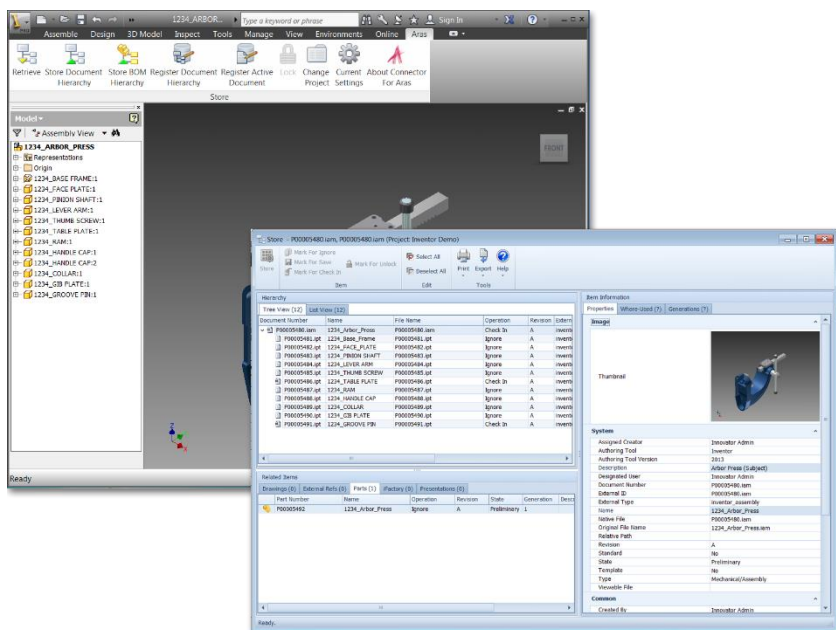 1234_ARBOR...
Type a keyword or phrase
Sign In
Assemble Design 3D Model Inspect Tools Manage View Environments Online Aras
Retrieve Store Document Hierarchy Store BOM Hierarchy Register Document Hierarchy Register Active Document Lock Change Project Current Settings About Connector For Aras
Store
Model
Assembly View
1234_ARBOR_PRESS
Representations
Origin
1234_BASE FRAME:1
1234_FACE PLATE:1
1234_PINION SHAFT:1
1234_LEVER ARM:1
1234_THUMB SCREW:1
1234_TABLE PLATE:1
1234_RAM:1
1234_HANDLE CAP:1
1234_HANDLE CAP:2
1234_COLLAR:1
1234_GIB PLATE:1
1234_GROOVE PIN:1
FRONT
Ready
Store - P00005480.iam, P00005480.iam (Project: Inventor Demo)
Store
Mark For Ignore
Mark For Save
Mark For Check In
Mark For Unlock
Select All
Deselect All
Print Export Help
Item Edit Tools
Hierarchy
Tree View (12) List View (12)
Document Number Name File Name Operation Revision Extern
P00005480.iam 1234_Arbor_Press P00005480.iam Check In A
P00005481.ipt 1234_Base_Frame P00005481.ipt Ignore A
P00005482.ipt 1234_FACE_PLATE P00005482.ipt Ignore A
P00005483.ipt 1234_PINION SHAFT P00005483.ipt Ignore A
P00005484.ipt 1234_LEVER ARM P00005484.ipt Ignore A
P00005485.ipt 1234_THUMB SCREW P00005485.ipt Ignore A
P00005486.ipt 1234_TABLE PLATE P00005486.ipt Check In A
P00005487.ipt 1234_RAM P00005487.ipt Ignore A
P00005488.ipt 1234_HANDLE CAP P00005488.ipt Ignore A
P00005489.ipt 1234_COLLAR P00005489.ipt Ignore A
P00005490.ipt 1234_GIB PLATE P00005490.ipt Ignore A
P00005491.ipt 1234_GROOVE PIN P00005491.ipt Check In A
Related Items
Drawings (0) External Refs (5) Parts (1) iFactory (0) Presentations (0)
Part Number Name Operation Revision State Generation Descr
P00005492 1234_Arbor_Press Ignore A Preliminary 1
Ready.
Item Information
Properties Where-Used (?) Generations (?)
Image
Thumbnail
System
Assigned Creator Innovator Admin
Authoring Tool Inventor
Authoring Tool Version 2013
Description Arbor Press (Subject)
Designated User Innovator Admin
Document Number P00005480.iam
External ID P00005480.iam
External Type inventor_assembly
Name 1234_Arbor_Press
Native File P00005480.iam
Original File Name 1234_Arbor_Press.iam
Relative Path
Revision A
Standard No
State Preliminary
Template No
Type Mechanical/Assembly
Viewable File
Common
Created By Innovator Admin